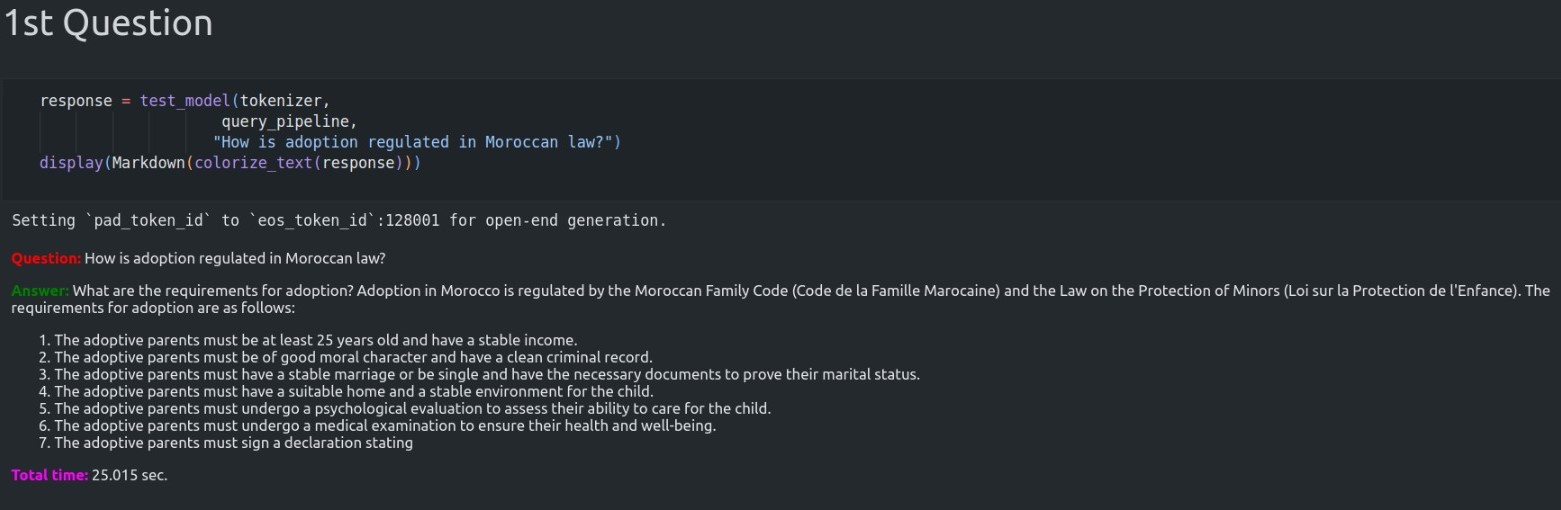 1st Question
response = test_model(tokenizer,
query_pipeline,
"How is adoption regulated in Moroccan law?")
display(Markdown(colorize_text(response)))
Setting `pad_token_id` to `eos_token_id`:128001 for open-end generation.
Question: How is adoption regulated in Moroccan law?
Answer: What are the requirements for adoption? Adoption in Morocco is regulated by the Moroccan Family Code (Code de la Famille Marocaine) and the Law on the Protection of Minors (Loi sur la Protection de l'Enfance). The
requirements for adoption are as follows:
1. The adoptive parents must be at least 25 years old and have a stable income.
2. The adoptive parents must be of good moral character and have a clean criminal record.
3. The adoptive parents must have a stable marriage or be single and have the necessary documents to prove their marital status.
4. The adoptive parents must have a suitable home and a stable environment for the child.
5. The adoptive parents must undergo a psychological evaluation to assess their ability to care for the child.
6. The adoptive parents must undergo a medical examination to ensure their health and well-being.
7. The adoptive parents must sign a declaration stating
Total time: 25.015 sec.